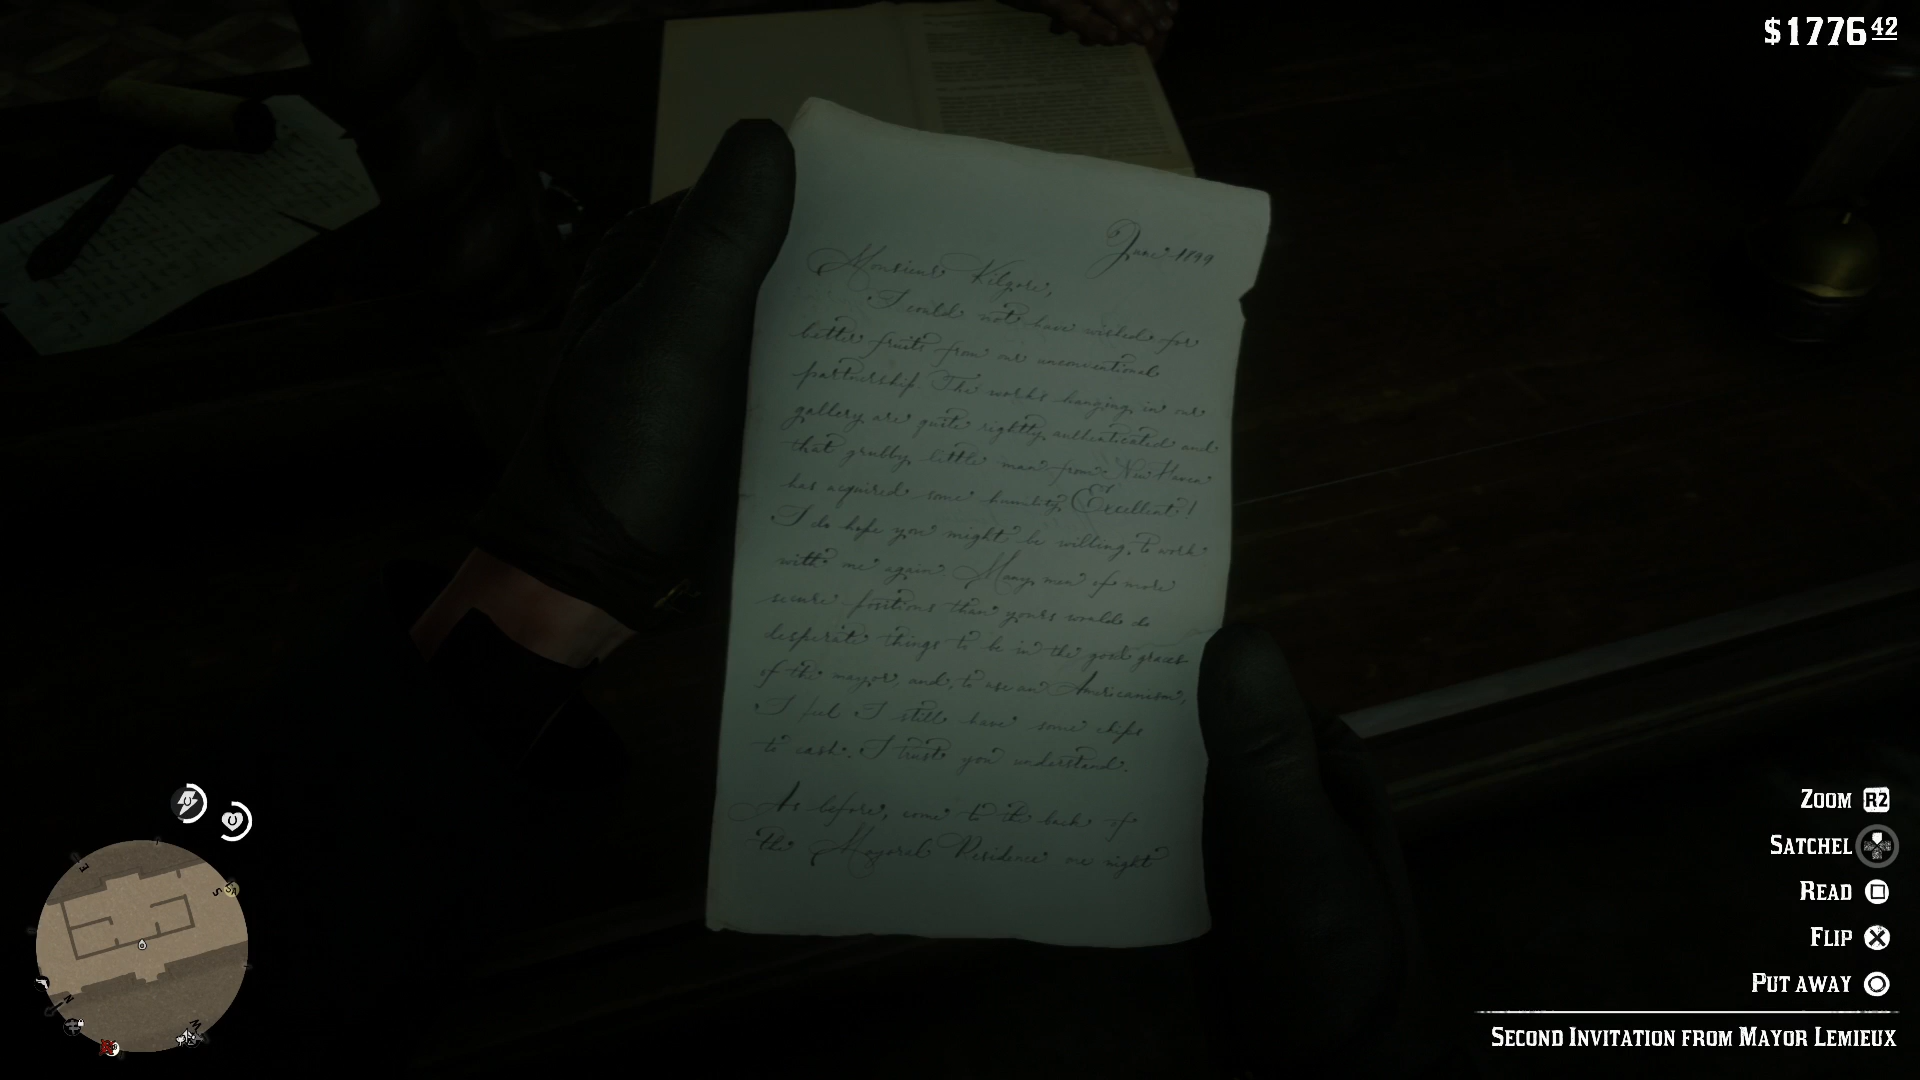 $1776 42
June 1899
Monsieur Kilgore,
I could not have wished for
better fruits from our unconventional
partnership. The works hanging in our
gallery are quite rightly authenticated and
that grubby little man from New Haven
has acquired some humility. Excellent!
I do hope you might be willing to work
with me again. Many men of more
secure positions than yours would do
desperate things to be in the good graces
of the mayor, and, to use an Americanism,
I feel I still have some chips
to cash. I trust you understand.
As before, come to the back of
the Mayoral Residence one night
E
S
N
W
Zoom R2
Satchel
Read
Flip
Put away
Second Invitation from Mayor Lemieux